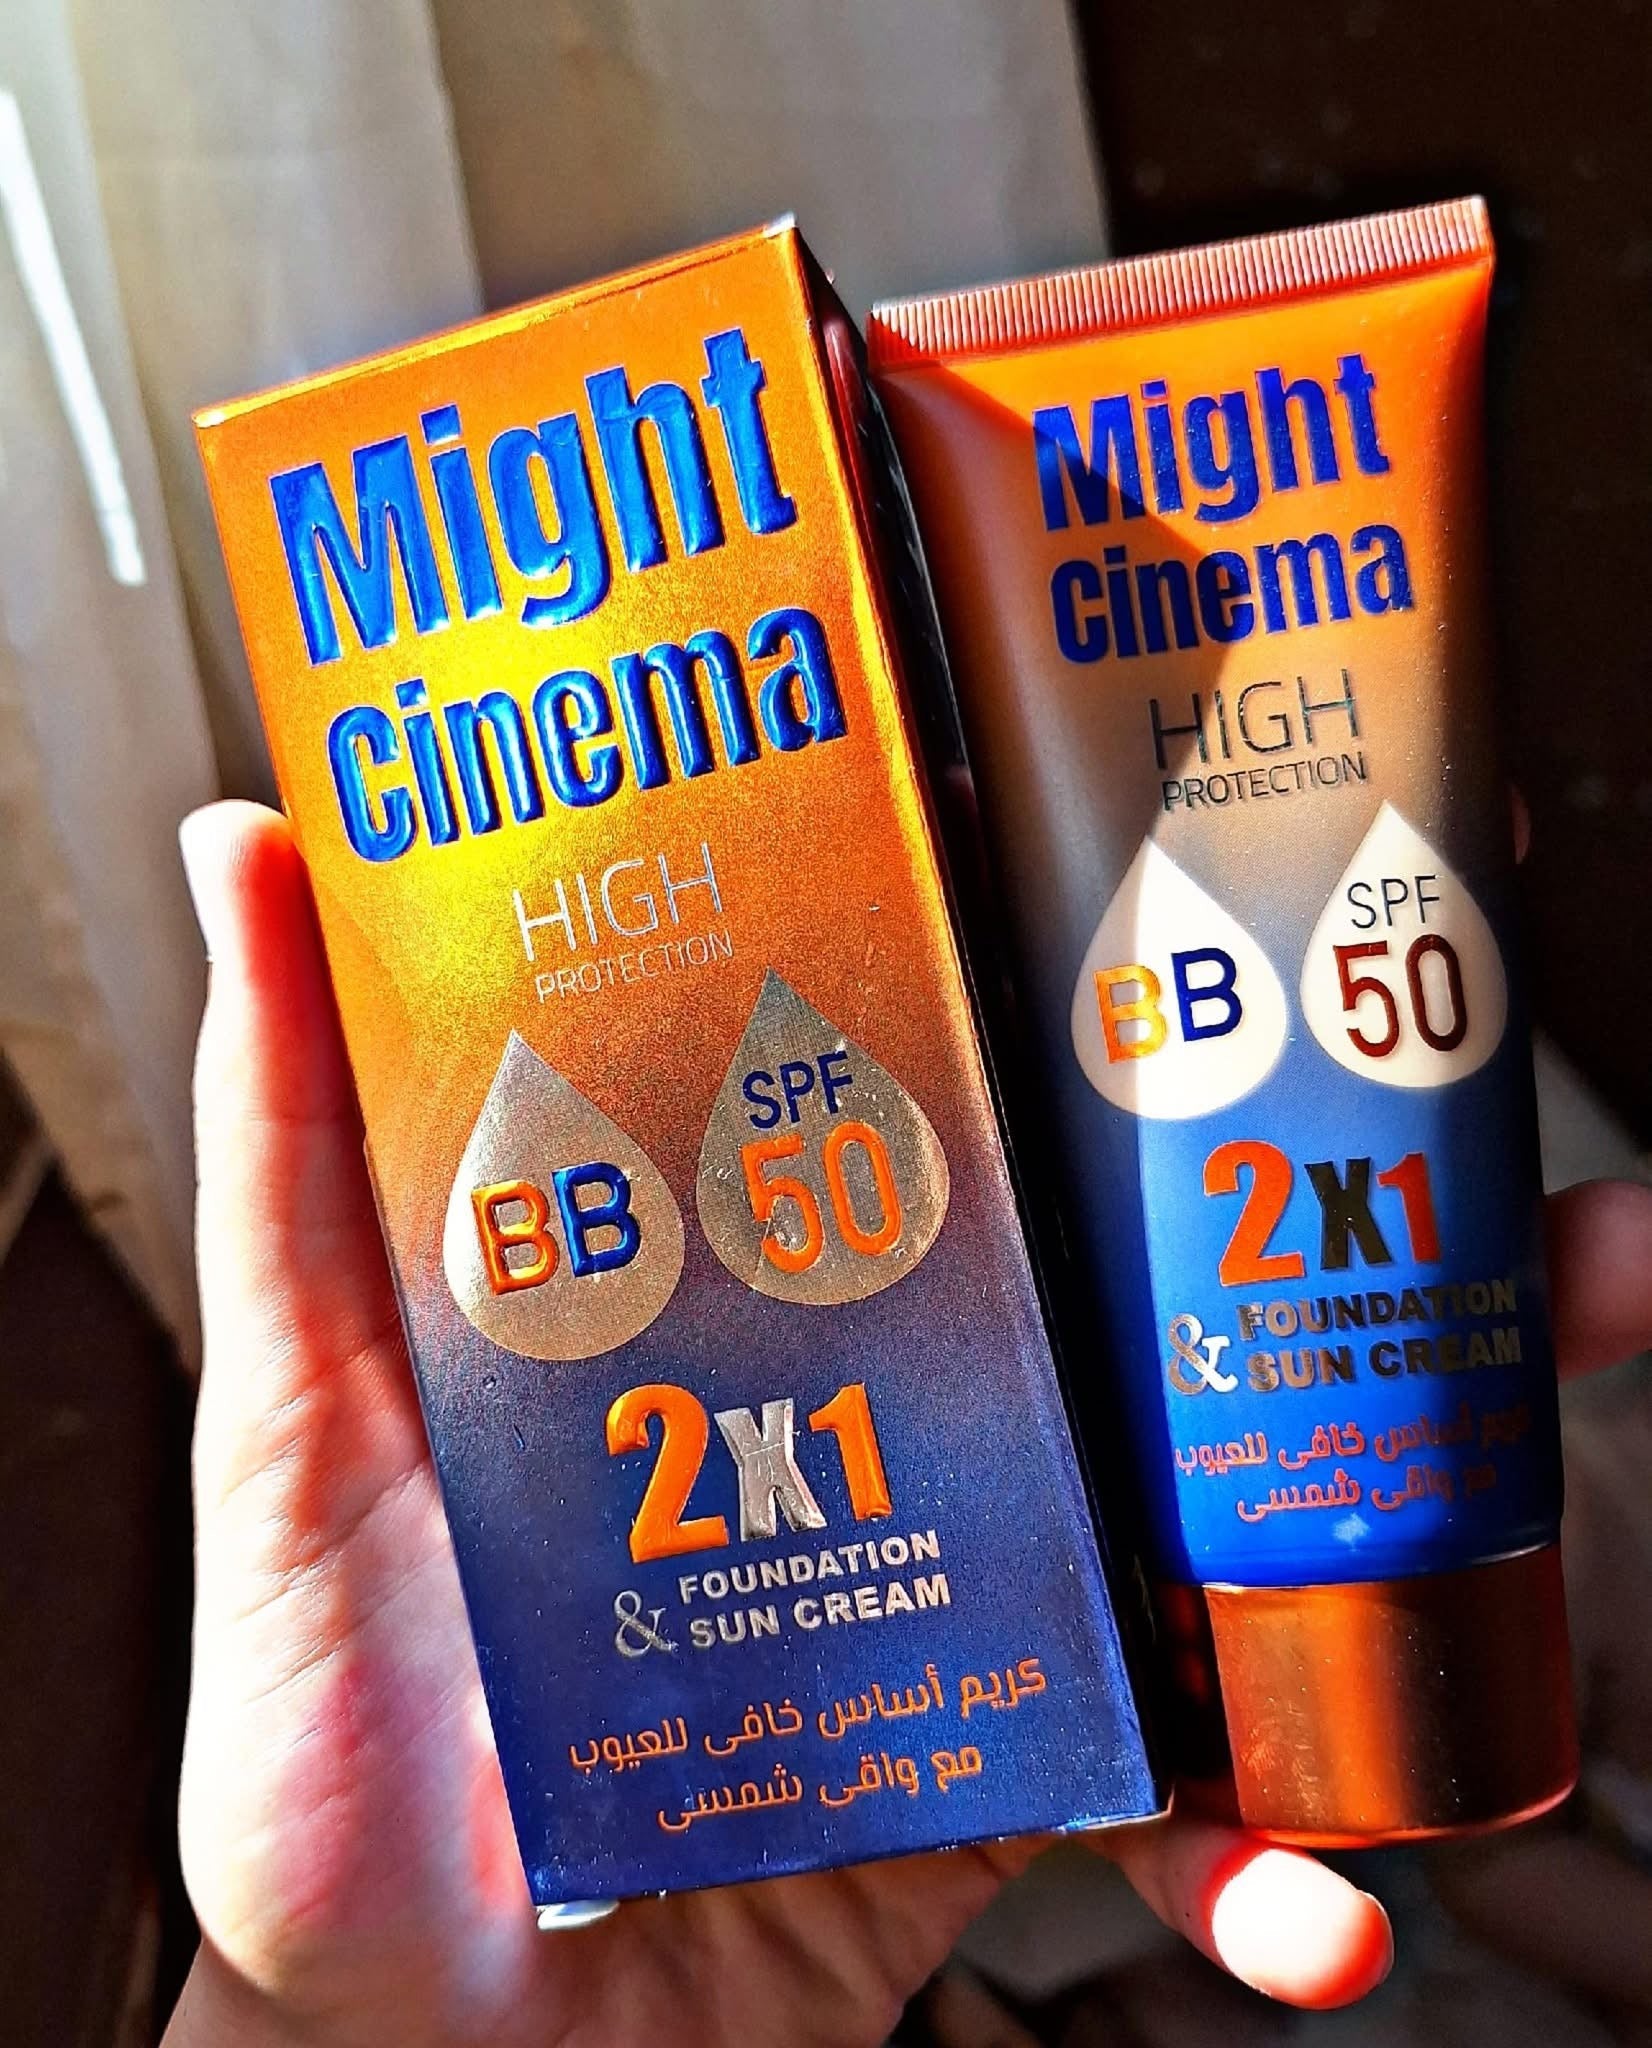 Might
Cinema
HIGH
PROTECTION
BB
SPF
50
2X1
& FOUNDATION
SUN CREAM
كريم أساس خافى للعيوب
مع واقى شمسى
Might
Cinema
HIGH
PROTECTION
BB
SPF
50
2X1
& FOUNDATION
SUN CREAM
كريم أساس خافى للعيوب
مع واقى شمسى